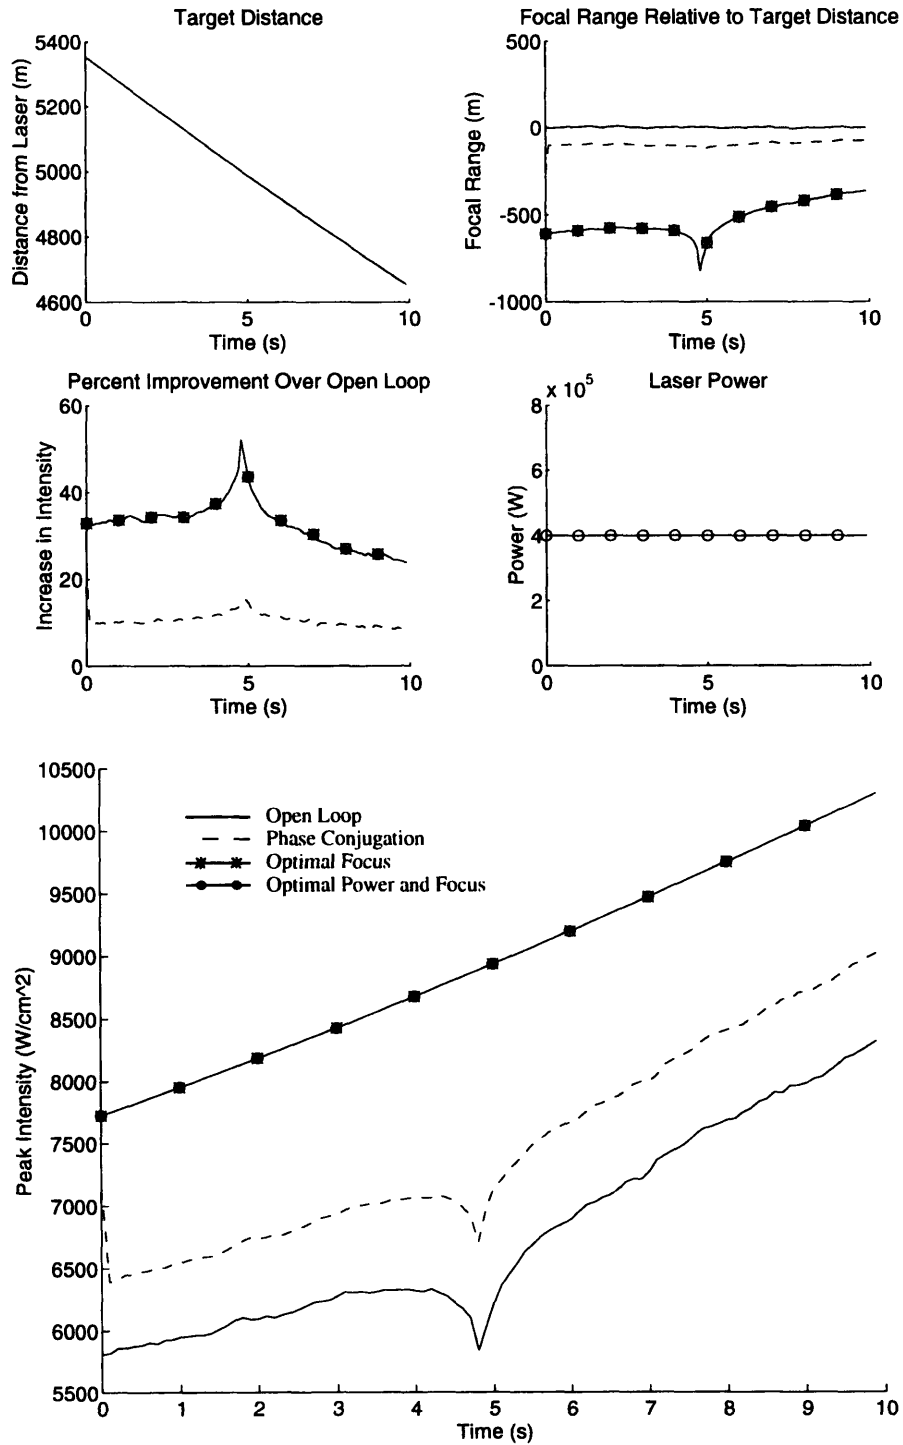 Target Distance
5400
5200
5000
4800
4600
Distance from Laser (m)
0 5 10
Time (s)
Focal Range Relative to Target Distance
500
0
-500
-1000
Focal Range (m)
0 5 10
Time (s)
Percent Improvement Over Open Loop
60
40
20
0
Increase in Intensity
0 5 10
Time (s)
x 10^5 Laser Power
8
6
4
2
0
Power (W)
0 5 10
Time (s)
10500
10000
9500
9000
8500
8000
7500
7000
6500
6000
5500
Peak Intensity (W/cm^2)
Open Loop
Phase Conjugation
Optimal Focus
Optimal Power and Focus
0 1 2 3 4 5 6 7 8 9 10
Time (s)